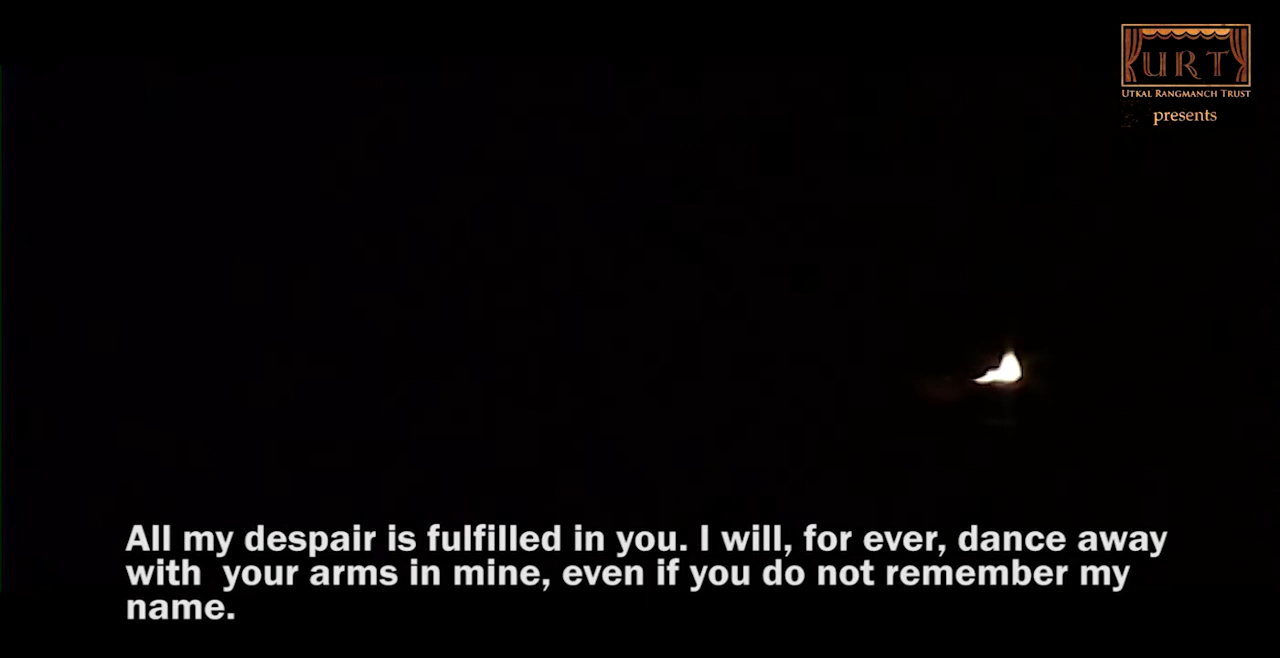 URT
UTKAL RANGMANCH TRUST
presents
All my despair is fulfilled in you. I will, for ever, dance away
with  your arms in mine, even if you do not remember my
name.